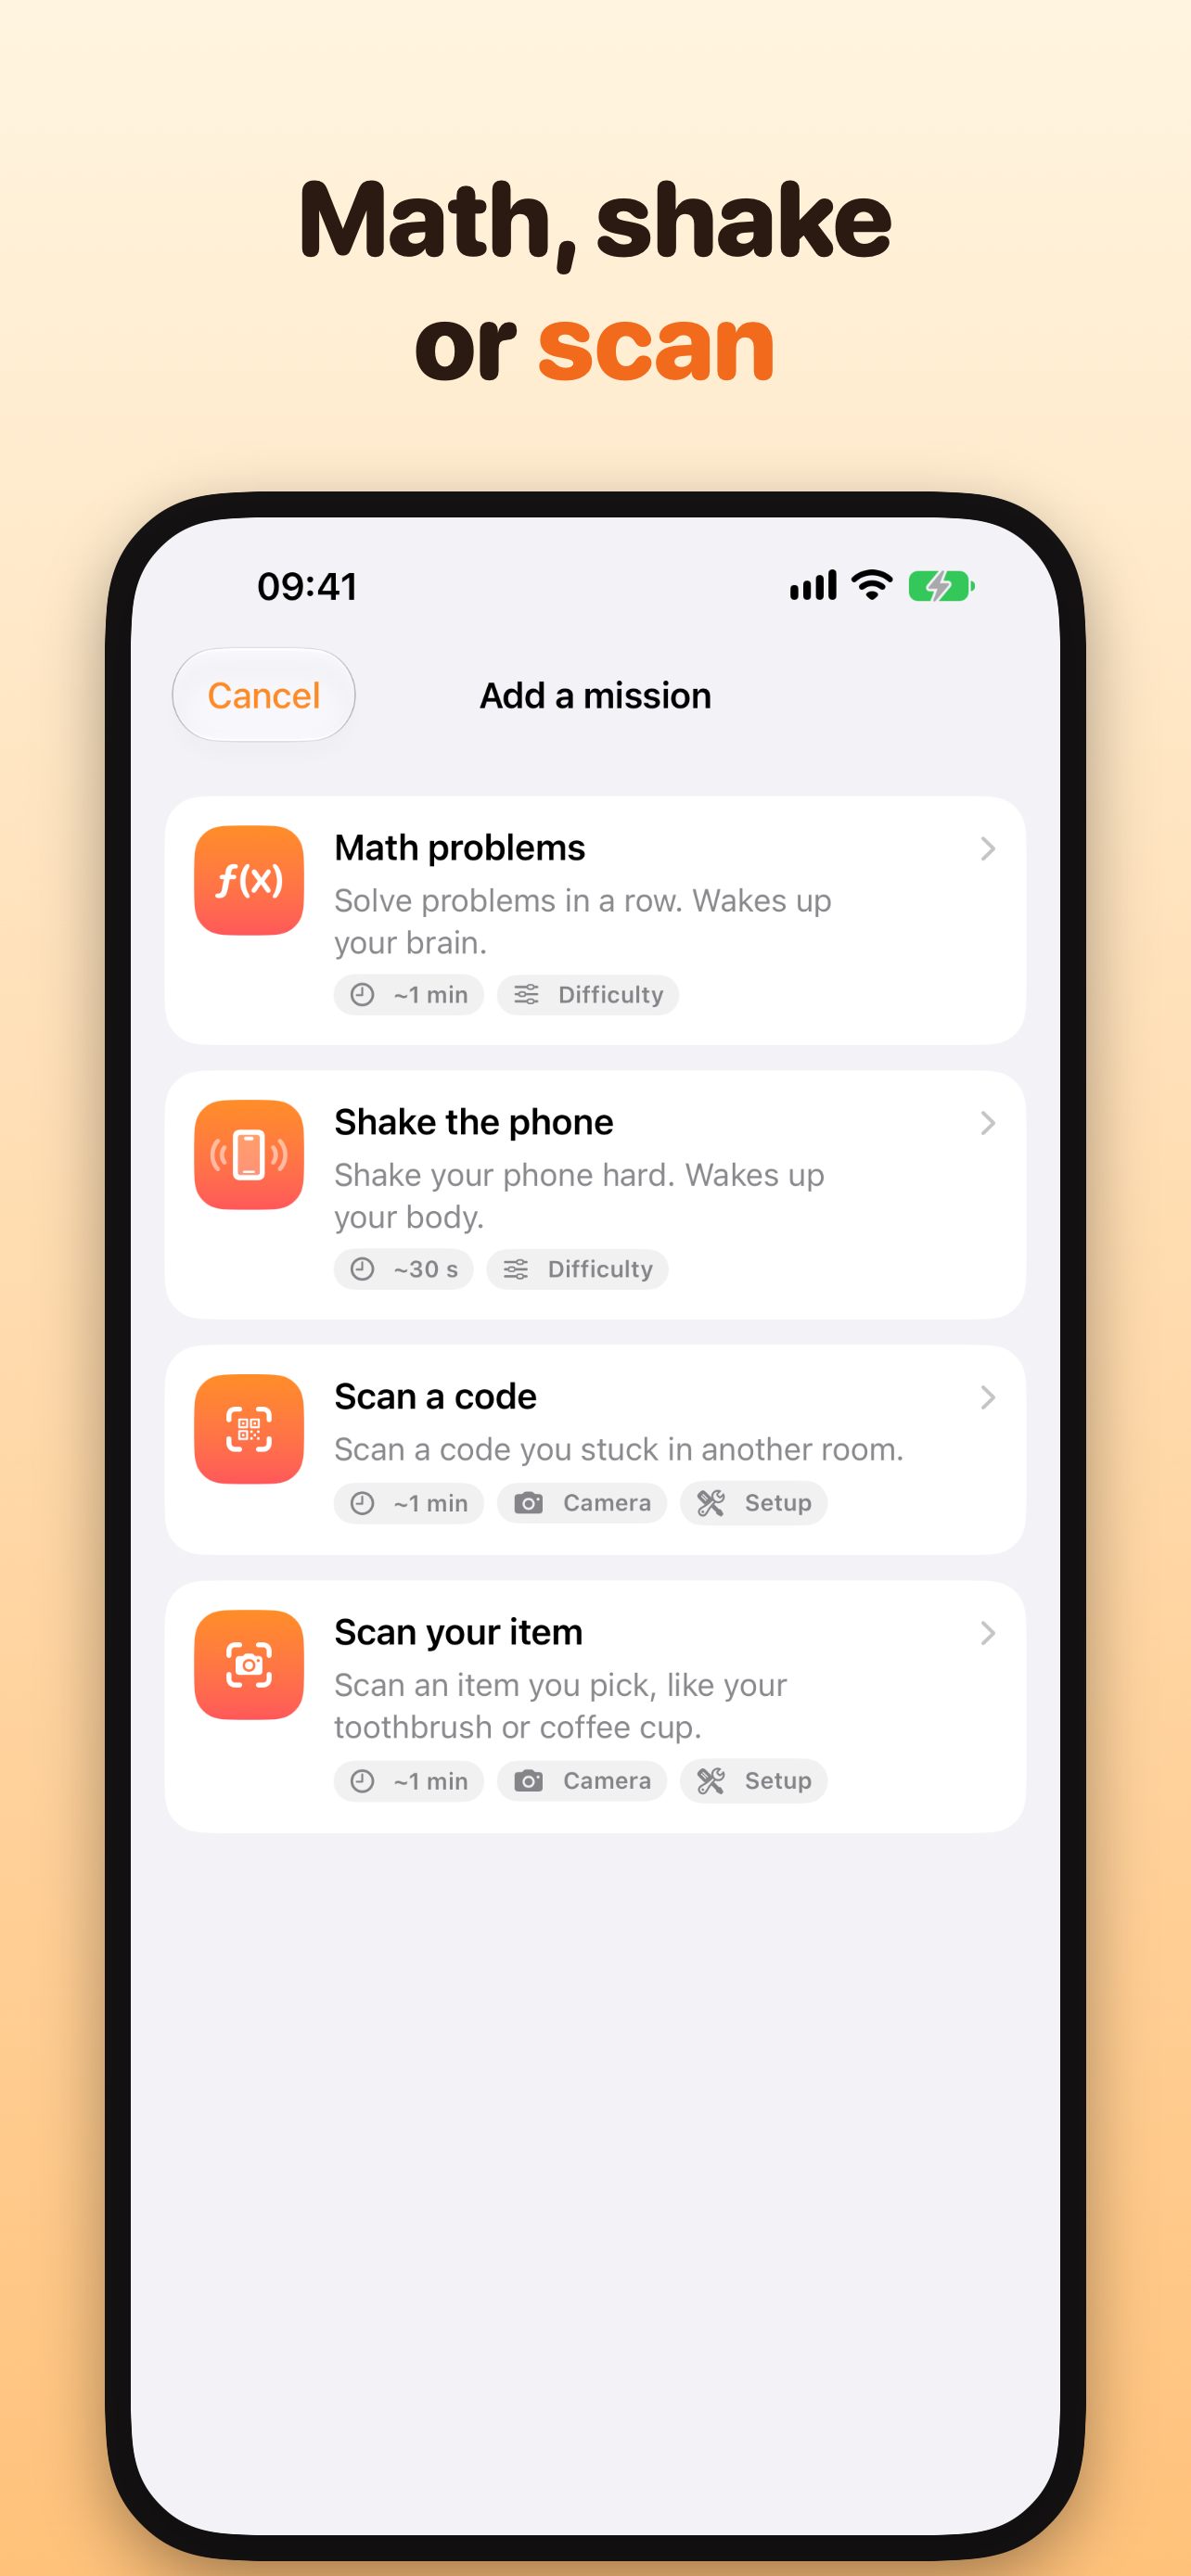 Math, shake
or scan
09:41
Cancel
Add a mission
f(x)
Math problems
Solve problems in a row. Wakes up
your brain.
~1 min
Difficulty
Shake the phone
Shake your phone hard. Wakes up
your body.
~30 s
Difficulty
Scan a code
Scan a code you stuck in another room.
~1 min
Camera
Setup
Scan your item
Scan an item you pick, like your
toothbrush or coffee cup.
~1 min
Camera
Setup